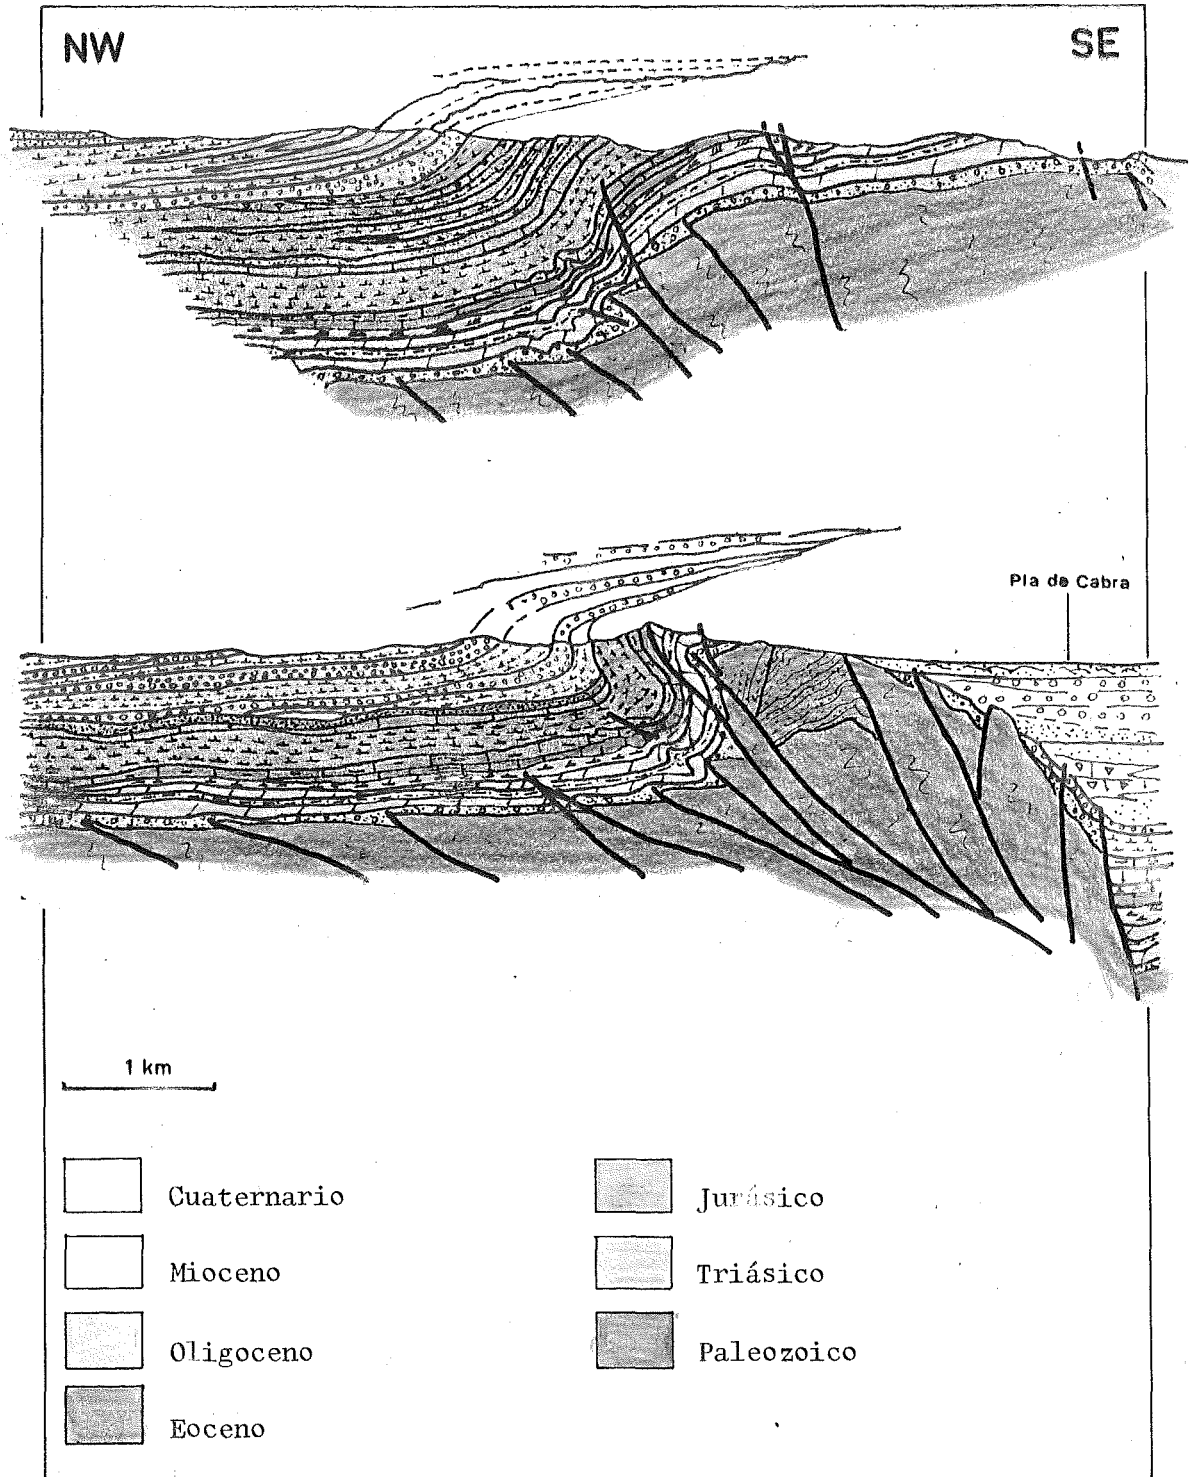 NW
SE
Pla de Cabra
1 km
Cuaternario
Mioceno
Oligoceno
Eoceno
Jurásico
Triásico
Paleozoico